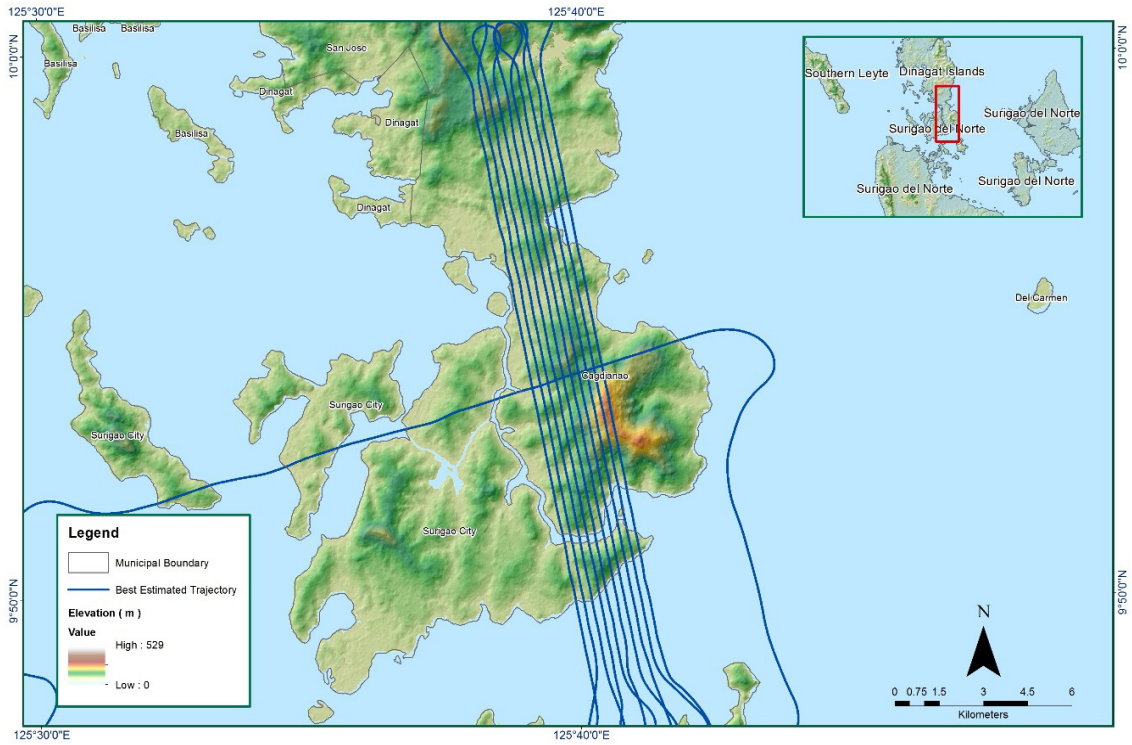 125°30'0"E
125°40'0"E
Basilisa
Basilisa
San Jose
10°0'0"N
10°0'0"N
Basilisa
Southern Leyte
Dinagat Islands
Dinagat
Surigao del Norte
Dinagat
Basilisa
Surigao del Norte
Surigao del Norte
Surigao del Norte
Dinagat
Del Carmen
Cagdianao
Surigao City
Surigao City
Surigao City
Legend
Municipal Boundary
Best Estimated Trajectory
Elevation ( m )
Value
High : 529
Low : 0
9°50'0"N
9°50'0"N
N
0 0.75 1.5 3 4.5 6
Kilometers
125°30'0"E
125°40'0"E